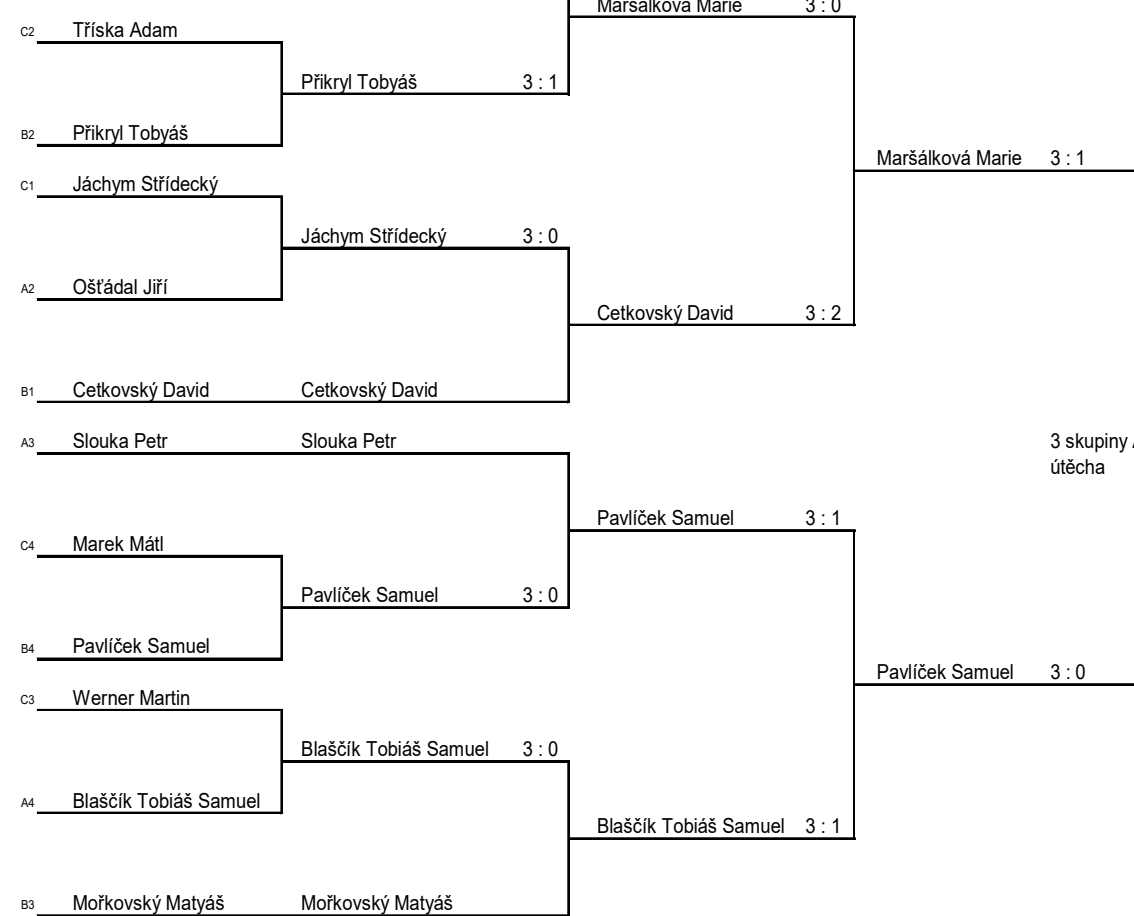 Maršálková Marie 3 : 0
C2 Tříska Adam
Přikryl Tobyáš 3 : 1
B2 Přikryl Tobyáš
Maršálková Marie 3 : 1
C1 Jáchym Střídecký
Jáchym Střídecký 3 : 0
A2 Ošťádal Jiří
Cetkovský David 3 : 2
B1 Cetkovský David Cetkovský David
A3 Slouka Petr Slouka Petr
3 skupiny
útěcha
Pavlíček Samuel 3 : 1
C4 Marek Mátl
Pavlíček Samuel 3 : 0
B4 Pavlíček Samuel
Pavlíček Samuel 3 : 0
C3 Werner Martin
Blaščík Tobiáš Samuel 3 : 0
A4 Blaščík Tobiáš Samuel
Blaščík Tobiáš Samuel 3 : 1
B3 Mořkovský Matyáš Mořkovský Matyáš